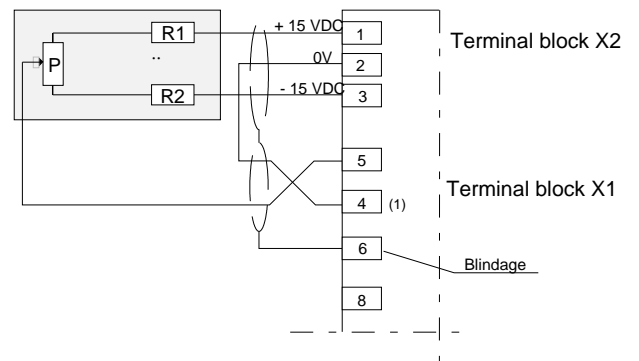 + 15 VDC
R1
1
Terminal block X2
0V
2
P
..
- 15 VDC
R2
3
5
Terminal block X1
4 (1)
6
Blindage
8